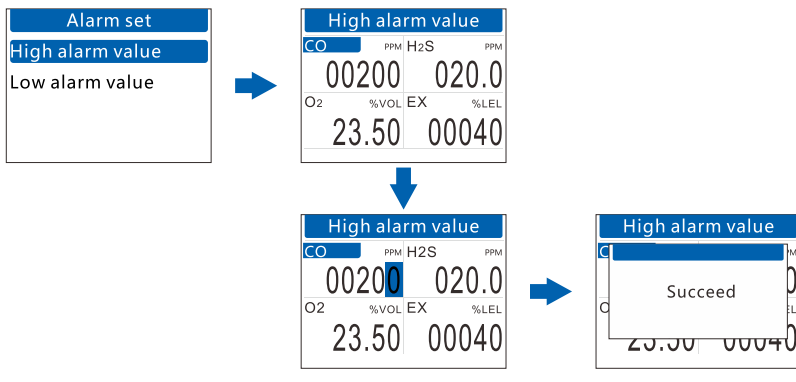 Alarm set
High alarm value
Low alarm value
High alarm value
CO PPM H2S PPM
00200 020.0
O2 %VOL EX %LEL
23.50 00040
High alarm value
CO PPM H2S PPM
00200 020.0
O2 %VOL EX %LEL
23.50 00040
High alarm value
Succeed